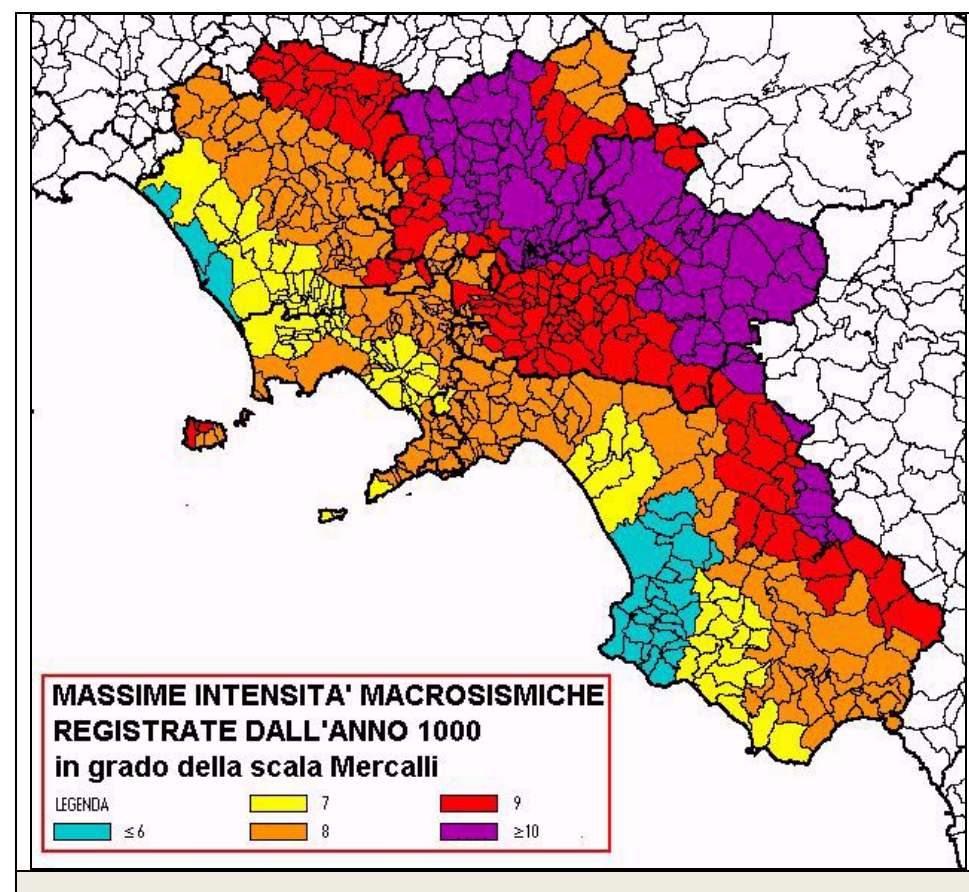 MASSIME INTENSITA' MACROSISMICHE
REGISTRATE DALL'ANNO 1000
in grado della scala Mercalli
LEGENDA
≤6
7
8
9
≥10